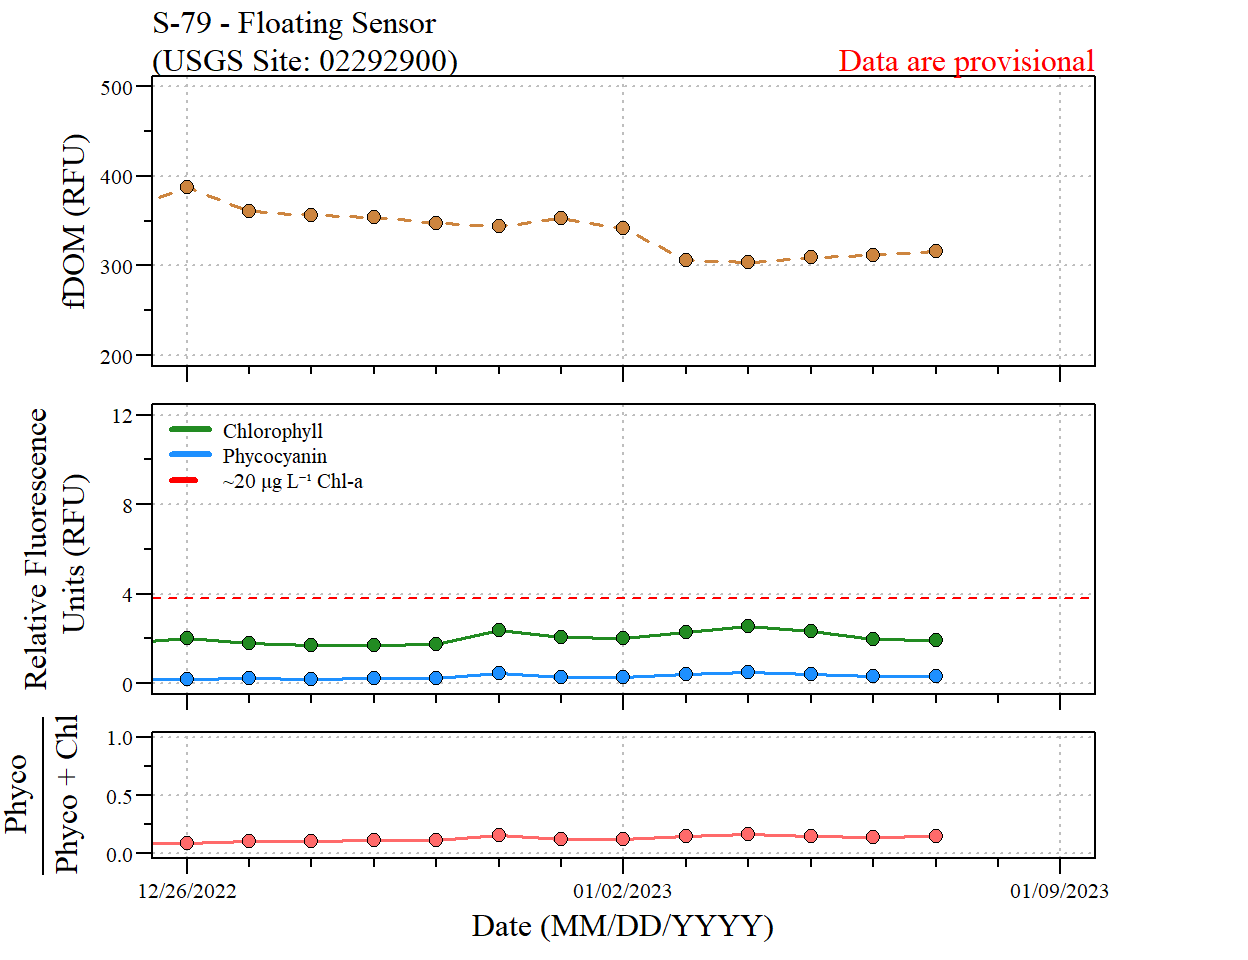 S-79 - Floating Sensor
(USGS Site: 02292900)
Data are provisional
fDOM (RFU)
500
400
300
200
Relative Fluorescence
Units (RFU)
12
8
4
0
Chlorophyll
Phycocyanin
~20 µg L⁻¹ Chl-a
Phyco
Phyco + Chl
1.0
0.5
0.0
12/26/2022
01/02/2023
01/09/2023
Date (MM/DD/YYYY)